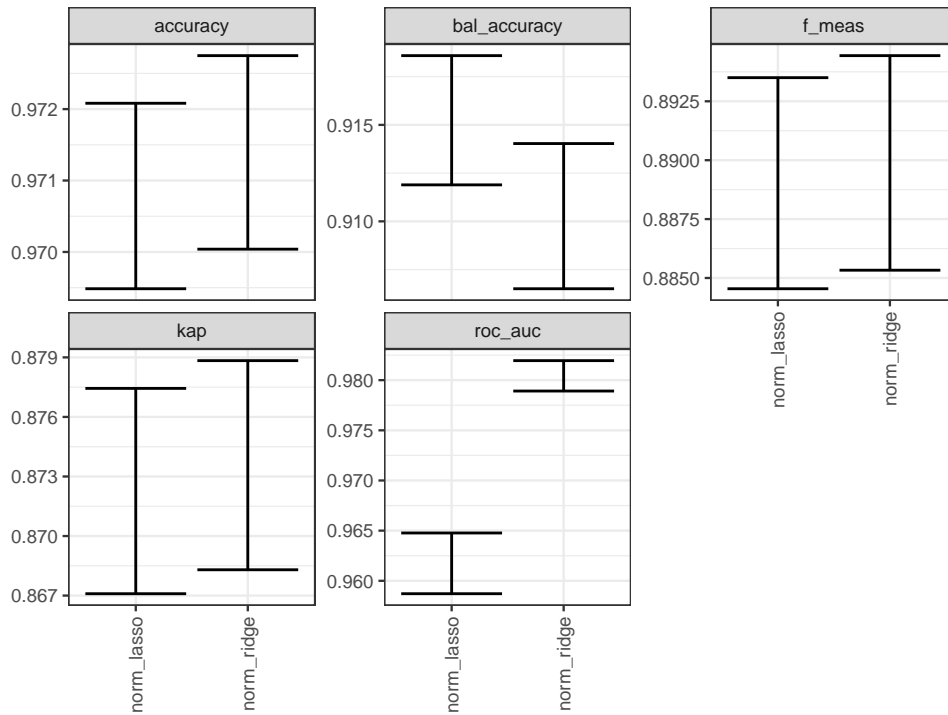 accuracy
bal_accuracy
f_meas
0.972
0.971
0.970
0.915
0.910
0.8925
0.8900
0.8875
0.8850
norm_lasso
norm_ridge
kap
roc_auc
0.879
0.876
0.873
0.870
0.867
0.980
0.975
0.970
0.965
0.960
norm_lasso
norm_ridge
norm_lasso
norm_ridge